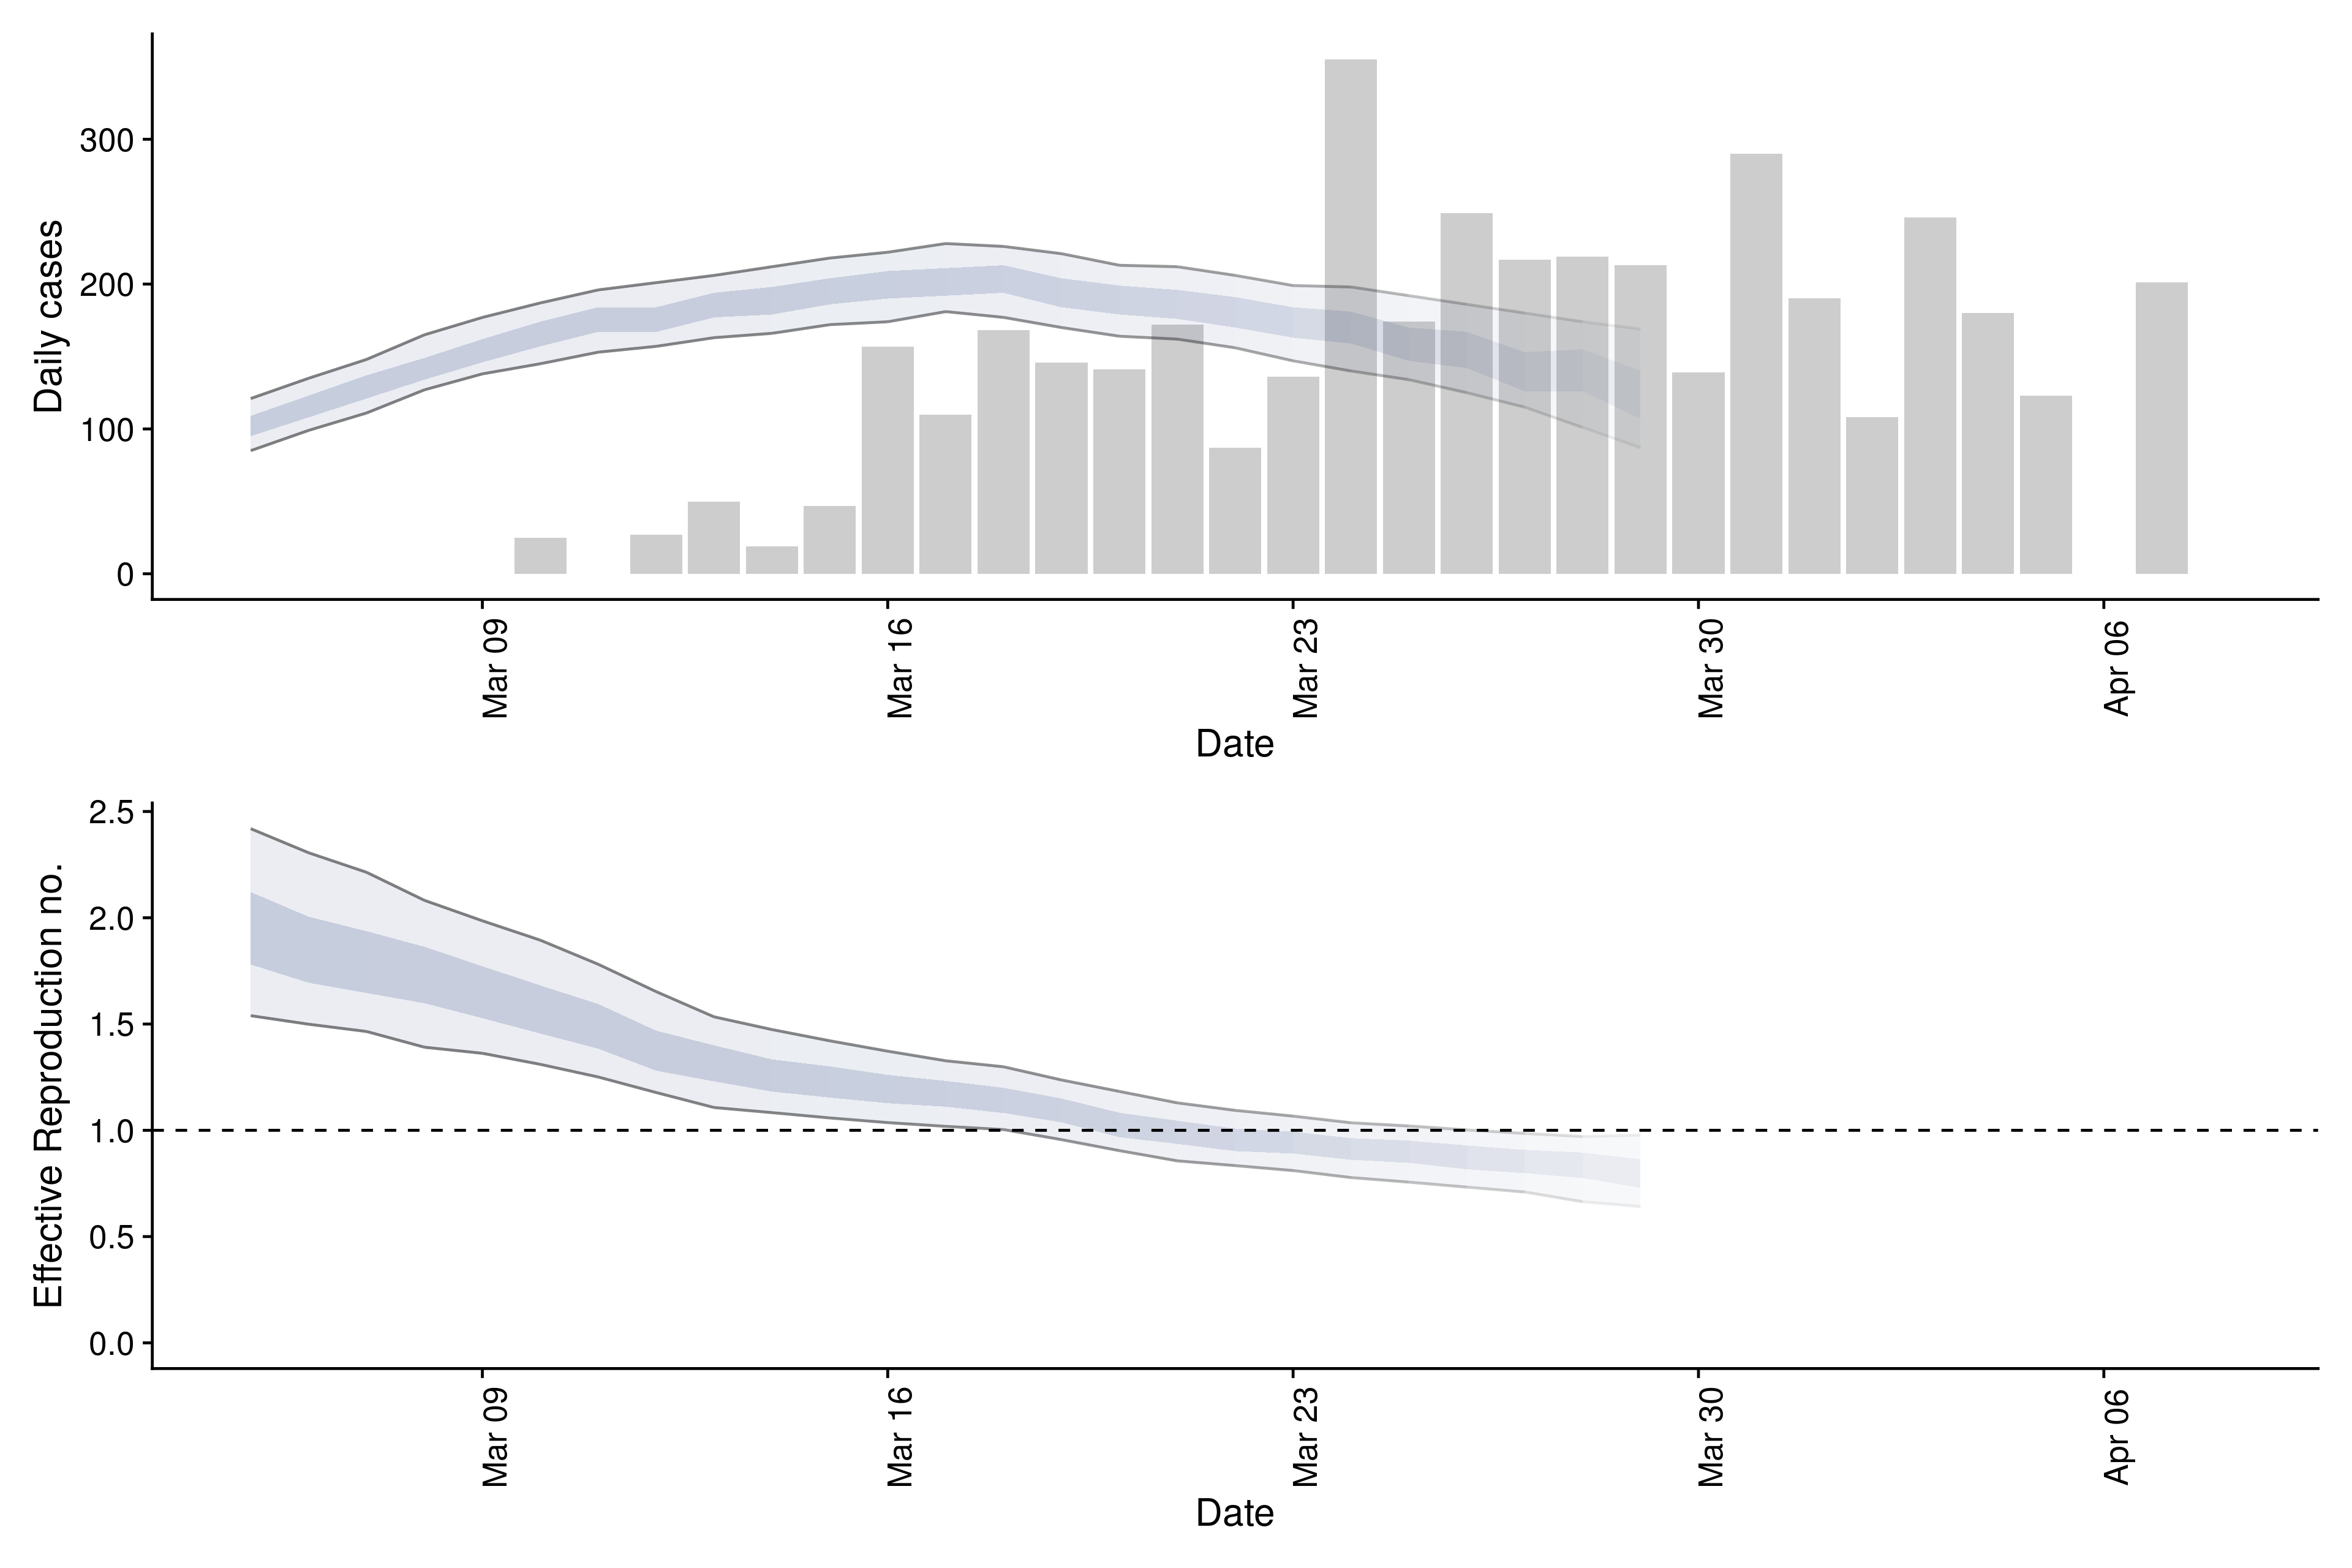 Daily cases
300
200
100
0
Mar 09
Mar 16
Mar 23
Mar 30
Apr 06
Date
Effective Reproduction no.
2.5
2.0
1.5
1.0
0.5
0.0
Mar 09
Mar 16
Mar 23
Mar 30
Apr 06
Date